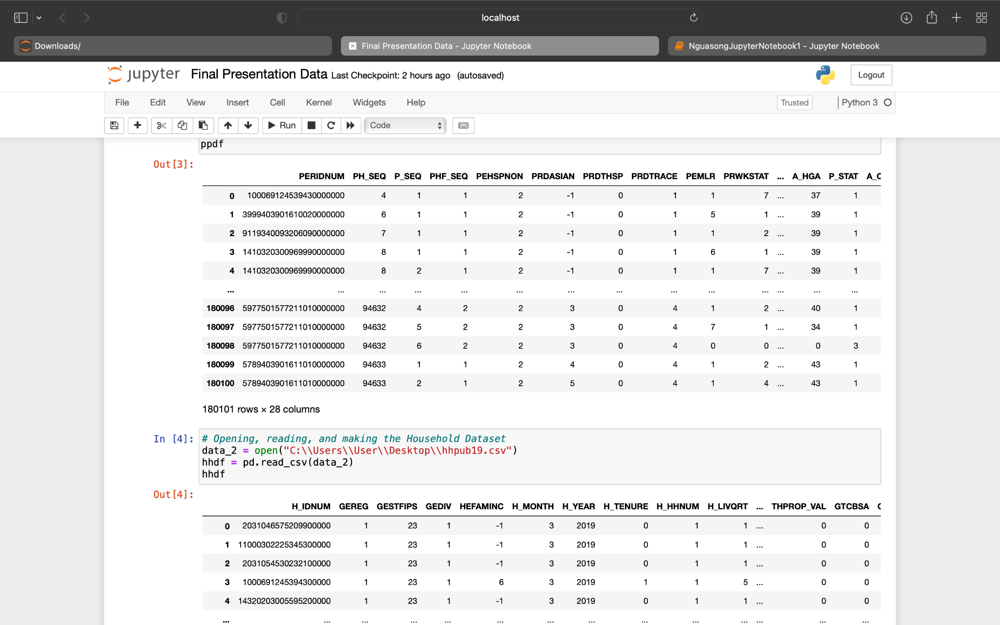 localhost
Downloads/
Final Presentation Data - Jupyter Notebook
NguasongJupyterNotebook1 - Jupyter Notebook
jupyter Final Presentation Data Last Checkpoint: 2 hours ago (autosaved)
Logout
File Edit View Insert Cell Kernel Widgets Help Trusted Python 3
Run Code
ppdf
Out[3]:
PERIDNUM PH_SEQ P_SEQ PHF_SEQ PEHSPNON PRDASIAN PRDTHSP PRDTRACE PEMLR PRWKSTAT ... A_HGA P_STAT
0 100069124539430000000 4 1 1 2 -1 0 1 1 7 ... 37 1
1 3999403901610020000000 6 1 1 2 -1 0 1 5 1 ... 39 1
2 9119340093206090000000 7 1 1 2 -1 0 1 1 2 ... 39 1
3 1410320300969990000000 8 1 1 2 -1 0 1 6 1 ... 39 1
4 1410320300969990000000 8 2 1 2 -1 0 1 1 7 ... 39 1
... ... ... ... ... ... ... ... ... ... ... ... ... ...
180096 5977501577211010000000 94632 4 2 2 3 0 4 1 2 ... 40 1
180097 5977501577211010000000 94632 5 2 2 3 0 4 7 1 ... 34 1
180098 5977501577211010000000 94632 6 2 2 3 0 4 0 0 ... 0 3
180099 5789403901611010000000 94633 1 1 2 4 0 4 1 2 ... 43 1
180100 5789403901611010000000 94633 2 1 2 5 0 4 1 4 ... 43 1
180101 rows × 28 columns
In [4]: # Opening, reading, and making the Household Dataset
data_2 = open("C:\\Users\\User\\Desktop\\hhpub19.csv")
hhdf = pd.read_csv(data_2)
hhdf
Out[4]:
H_IDNUM GEREG GESTFIPS GEDIV HEFAMINC H_MONTH H_YEAR H_TENURE H_HHNUM H_LIVQRT ... THPROP_VAL GTCBSA
0 2031046575209900000 1 23 1 -1 3 2019 0 1 1 ... 0 0
1 11000302225345300000 1 23 1 -1 3 2019 0 1 1 ... 0 0
2 2031054530232100000 1 23 1 -1 3 2019 0 1 1 ... 0 0
3 1000691245394300000 1 23 1 6 3 2019 1 1 5 ... 0 0
4 14320203005595200000 1 23 1 -1 3 2019 0 1 1 ... 0 0
... ... ... ... ... ... ... ... ... ... ... ... ... ...